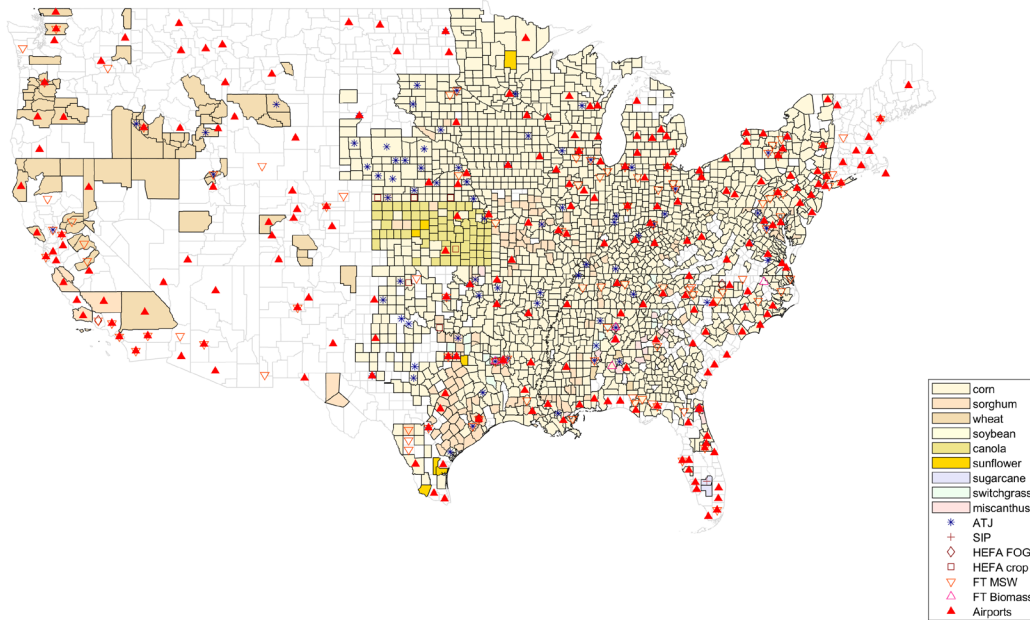 corn
sorghum
wheat
soybean
canola
sunflower
sugarcane
switchgrass
miscanthus
ATJ
SIP
HEFA FOG
HEFA crop
FT MSW
FT Biomass
Airports